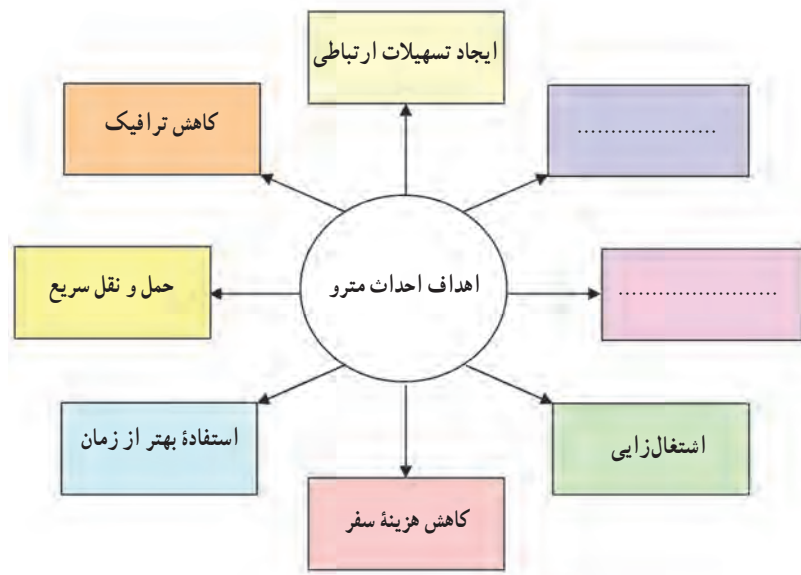 ایجاد تسهیلات ارتباطی
.....................
کاهش ترافیک
اهداف احداث مترو
حمل و نقل سریع
.......................
استفادهٔ بهتر از زمان
اشتغال‌زایی
کاهش هزینهٔ سفر